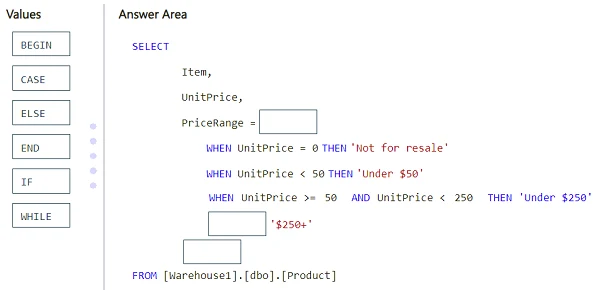 Values
BEGIN
CASE
ELSE
END
IF
WHILE
Answer Area
SELECT
Item,
UnitPrice,
PriceRange =
WHEN UnitPrice = 0 THEN 'Not for resale'
WHEN UnitPrice < 50 THEN 'Under $50'
WHEN UnitPrice >= 50 AND UnitPrice < 250 THEN 'Under $250'
'$250+'
FROM [Warehouse1].[dbo].[Product]